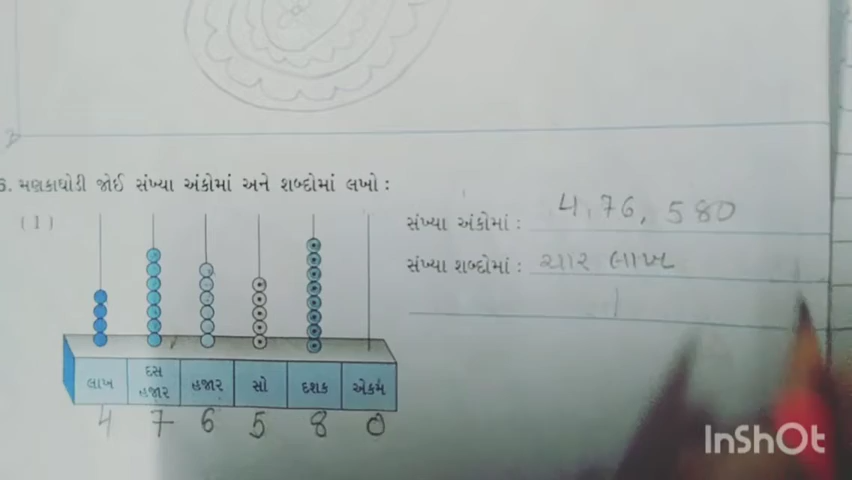 6. મણકાઘોડી જોઈ સંખ્યા અંકોમાં અને શબ્દોમાં લખો :
(1)
સંખ્યા અંકોમાં : 4,76,580
સંખ્યા શબ્દોમાં : ચાર લાખ
લાખ દસ હજાર હજાર સો દશક એકમ
4 7 6 5 8 0
InShOt